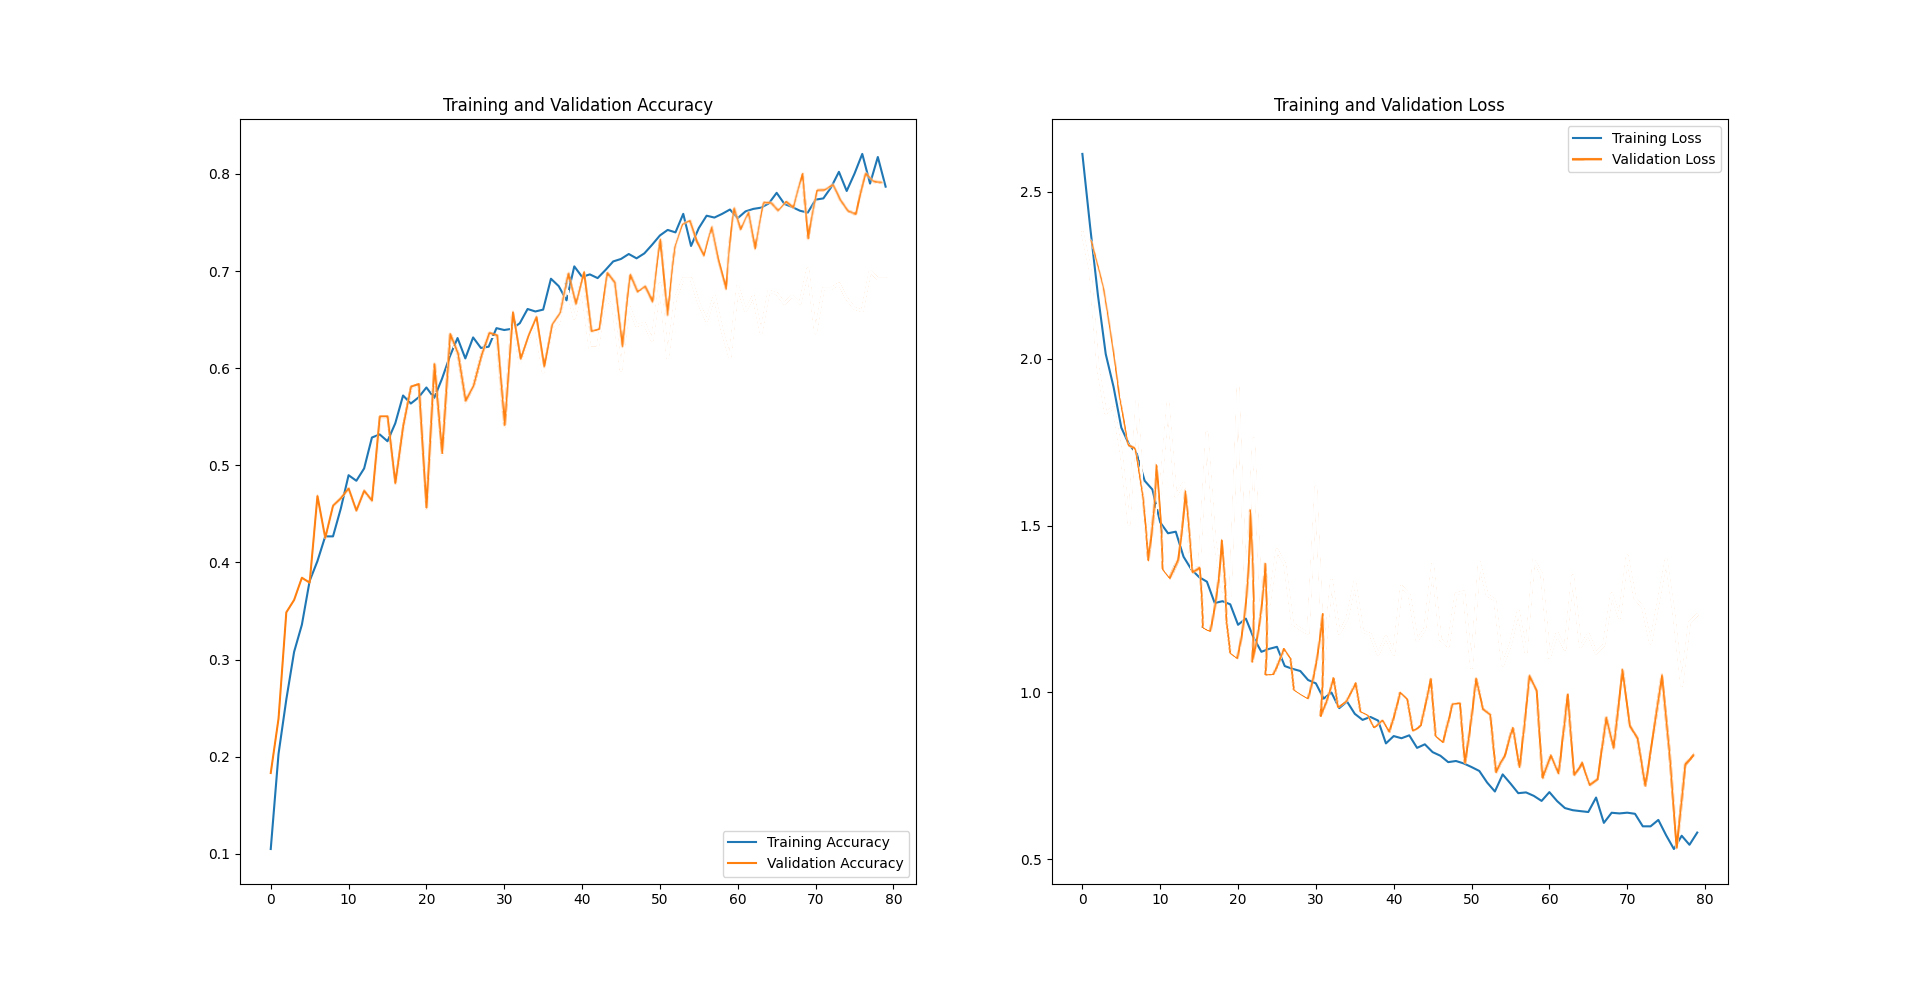 Training and Validation Accuracy
0.8
0.7
0.6
0.5
0.4
0.3
0.2
0.1
Training Accuracy
Validation Accuracy
0 10 20 30 40 50 60 70 80
Training and Validation Loss
Training Loss
Validation Loss
2.5
2.0
1.5
1.0
0.5
0 10 20 30 40 50 60 70 80